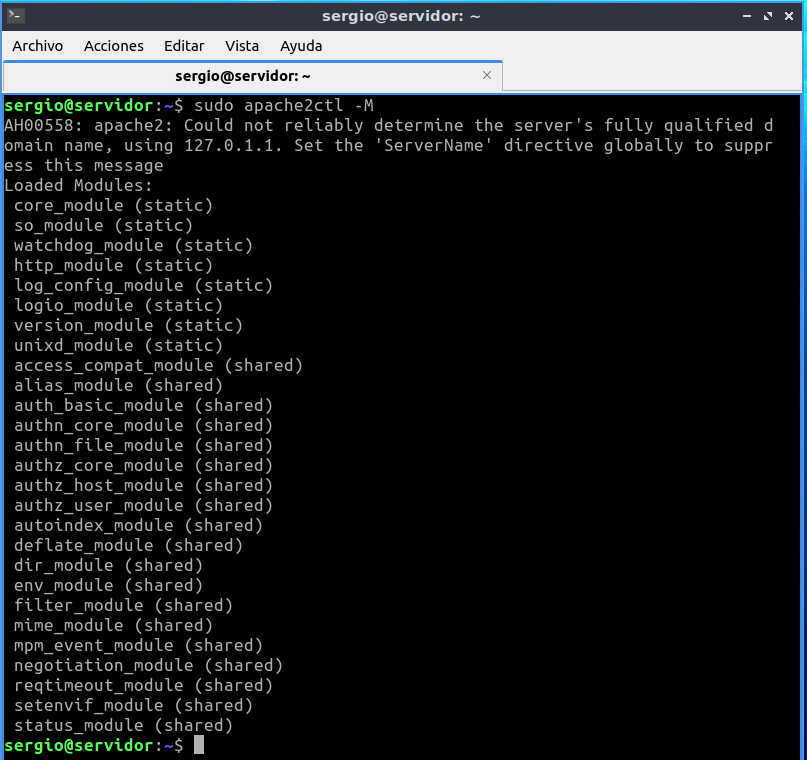 sergio@servidor: ~
Archivo Acciones Editar Vista Ayuda
sergio@servidor: ~
sergio@servidor:~$ sudo apache2ctl -M
AH00558: apache2: Could not reliably determine the server's fully qualified d
omain name, using 127.0.1.1. Set the 'ServerName' directive globally to suppr
ess this message
Loaded Modules:
 core_module (static)
 so_module (static)
 watchdog_module (static)
 http_module (static)
 log_config_module (static)
 logio_module (static)
 version_module (static)
 unixd_module (static)
 access_compat_module (shared)
 alias_module (shared)
 auth_basic_module (shared)
 authn_core_module (shared)
 authn_file_module (shared)
 authz_core_module (shared)
 authz_host_module (shared)
 authz_user_module (shared)
 autoindex_module (shared)
 deflate_module (shared)
 dir_module (shared)
 env_module (shared)
 filter_module (shared)
 mime_module (shared)
 mpm_event_module (shared)
 negotiation_module (shared)
 reqtimeout_module (shared)
 setenvif_module (shared)
 status_module (shared)
sergio@servidor:~$